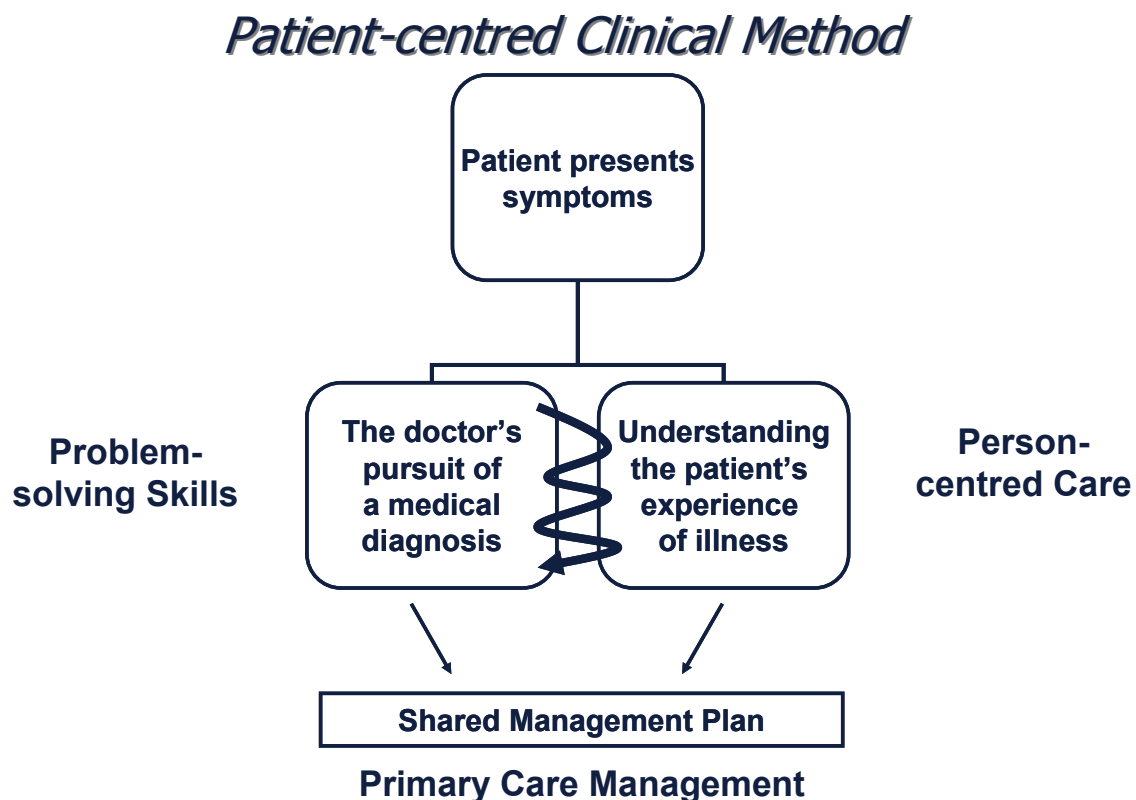 Patient-centred Clinical Method
Patient presents
symptoms
Problem-
solving Skills
The doctor’s
pursuit of
a medical
diagnosis
Understanding
the patient’s
experience
of illness
Person-
centred Care
Shared Management Plan
Primary Care Management